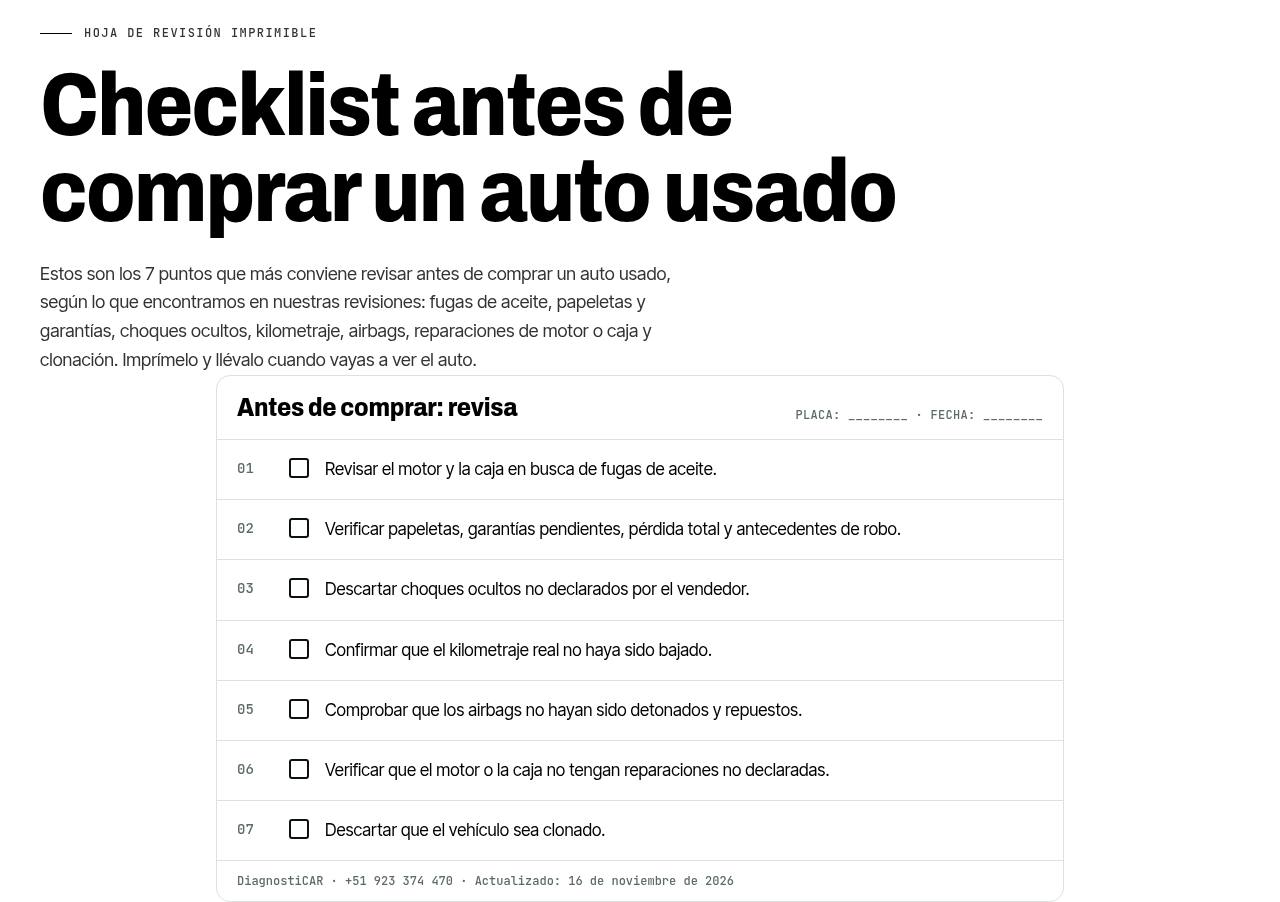 HOJA DE REVISIÓN IMPRIMIBLE
Checklist antes de
comprar un auto usado
Estos son los 7 puntos que más conviene revisar antes de comprar un auto usado,
según lo que encontramos en nuestras revisiones: fugas de aceite, papeletas y
garantías, choques ocultos, kilometraje, airbags, reparaciones de motor o caja y
clonación. Imprímelo y llévalo cuando vayas a ver el auto.
Antes de comprar: revisa
PLACA: ________ · FECHA: ________
01 Revisar el motor y la caja en busca de fugas de aceite.
02 Verificar papeletas, garantías pendientes, pérdida total y antecedentes de robo.
03 Descartar choques ocultos no declarados por el vendedor.
04 Confirmar que el kilometraje real no haya sido bajado.
05 Comprobar que los airbags no hayan sido detonados y repuestos.
06 Verificar que el motor o la caja no tengan reparaciones no declaradas.
07 Descartar que el vehículo sea clonado.
DiagnostiCAR · +51 923 374 470 · Actualizado: 16 de noviembre de 2026